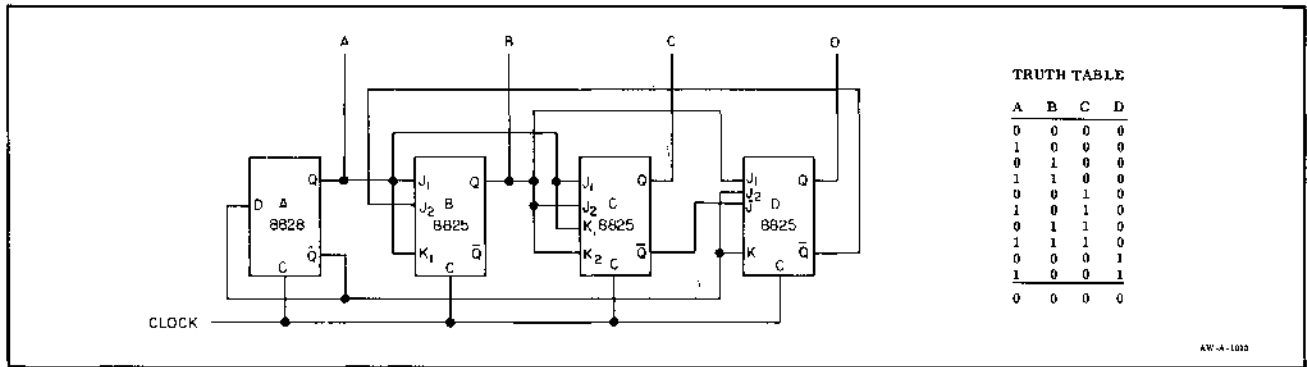 A B C D
TRUTH TABLE
A B C D
0 0 0 0
1 0 0 0
0 1 0 0
1 1 0 0
0 0 1 0
1 0 1 0
0 1 1 0
1 1 1 0
0 0 0 1
1 0 0 1
0 0 0 0
D A 8828 Q Q̄ C
J1 J2 K1 B 8825 Q Q̄ C
J1 J2 K1 K2 C 8825 Q Q̄ C
J1 J2 J̄ K D 8825 Q Q̄ C
CLOCK